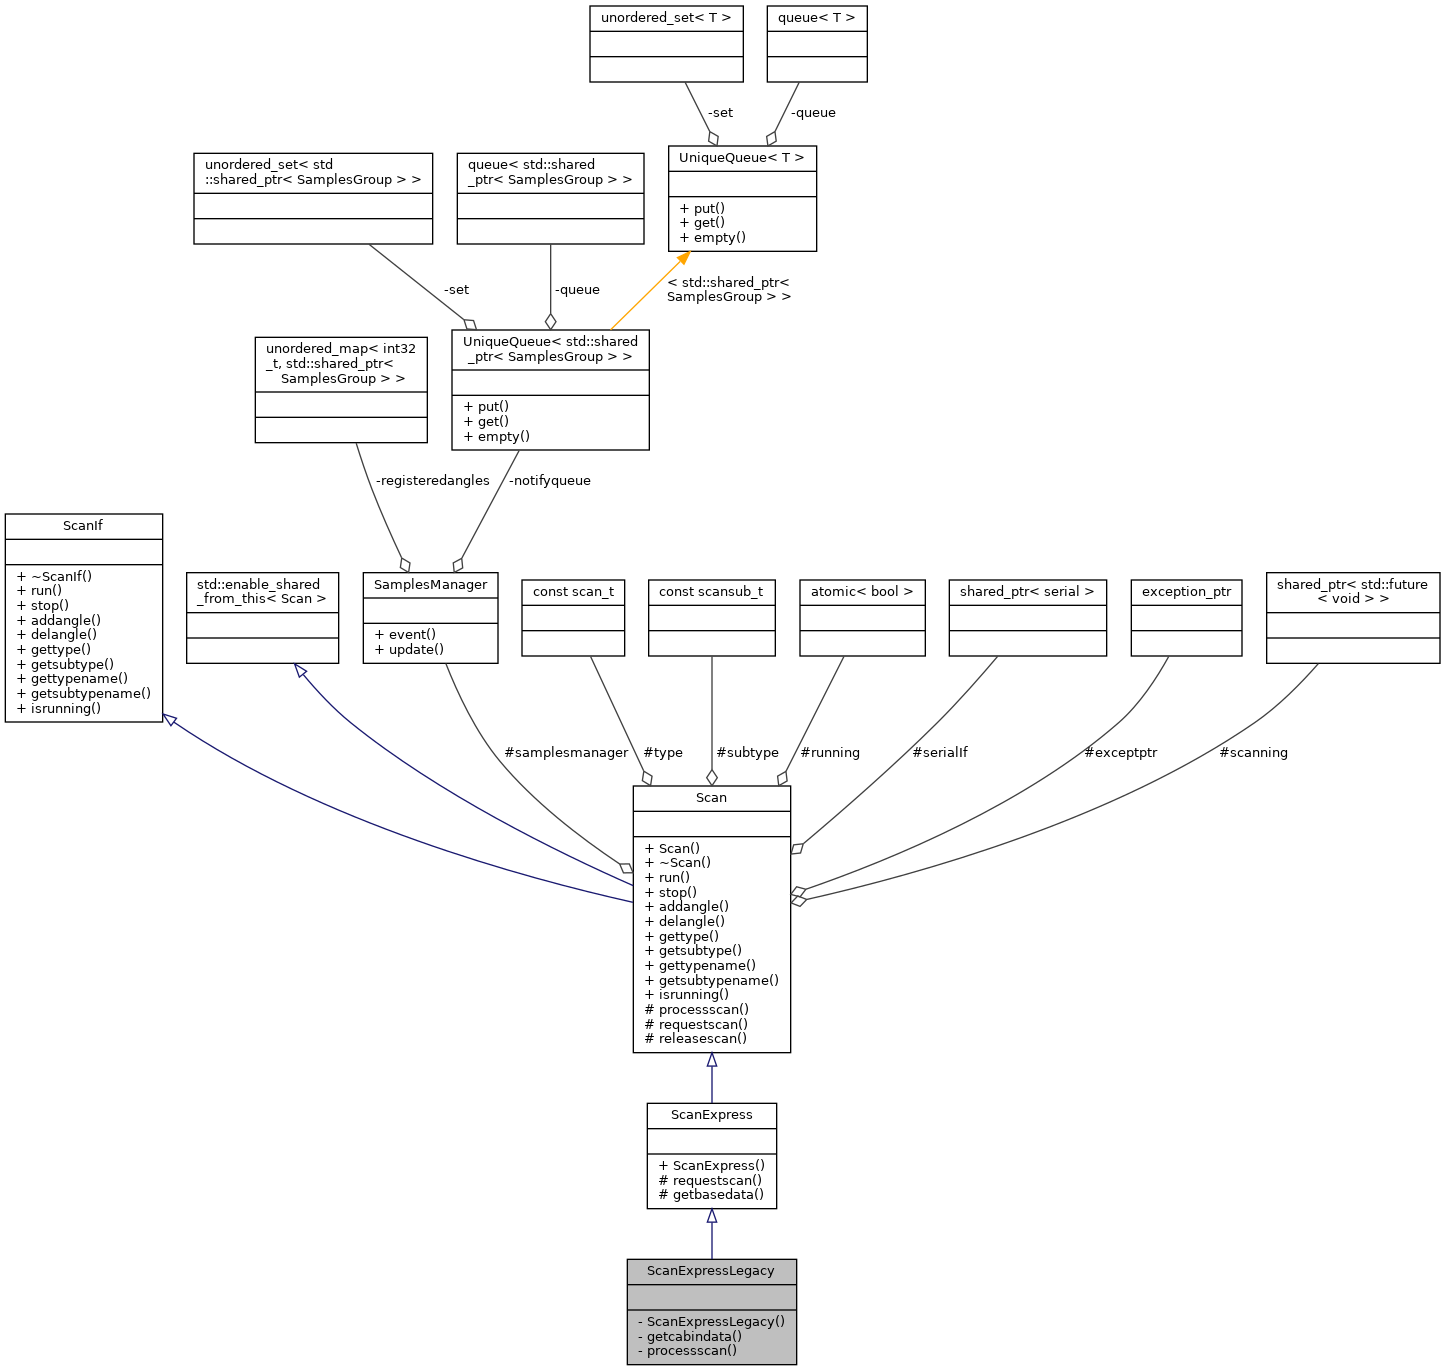 unordered_set< T >
queue< T >
-set
-queue
UniqueQueue< T >
+ put()
+ get()
+ empty()
unordered_set< std
::shared_ptr< SamplesGroup > >
queue< std::shared
_ptr< SamplesGroup > >
-set
-queue
< std::shared_ptr<
SamplesGroup > >
unordered_map< int32
_t, std::shared_ptr<
SamplesGroup > >
UniqueQueue< std::shared
_ptr< SamplesGroup > >
+ put()
+ get()
+ empty()
-registeredangles
-notifyqueue
ScanIf
+ ~ScanIf()
+ run()
+ stop()
+ addangle()
+ delangle()
+ gettype()
+ getsubtype()
+ gettypename()
+ getsubtypename()
+ isrunning()
std::enable_shared
_from_this< Scan >
SamplesManager
+ event()
+ update()
const scan_t
const scansub_t
atomic< bool >
shared_ptr< serial >
exception_ptr
shared_ptr< std::future
< void > >
#samplesmanager
#type
#subtype
#running
#serialIf
#exceptptr
#scanning
Scan
+ Scan()
+ ~Scan()
+ run()
+ stop()
+ addangle()
+ delangle()
+ gettype()
+ getsubtype()
+ gettypename()
+ getsubtypename()
+ isrunning()
# processscan()
# requestscan()
# releasescan()
ScanExpress
+ ScanExpress()
# requestscan()
# getbasedata()
ScanExpressLegacy
- ScanExpressLegacy()
- getcabindata()
- processscan()